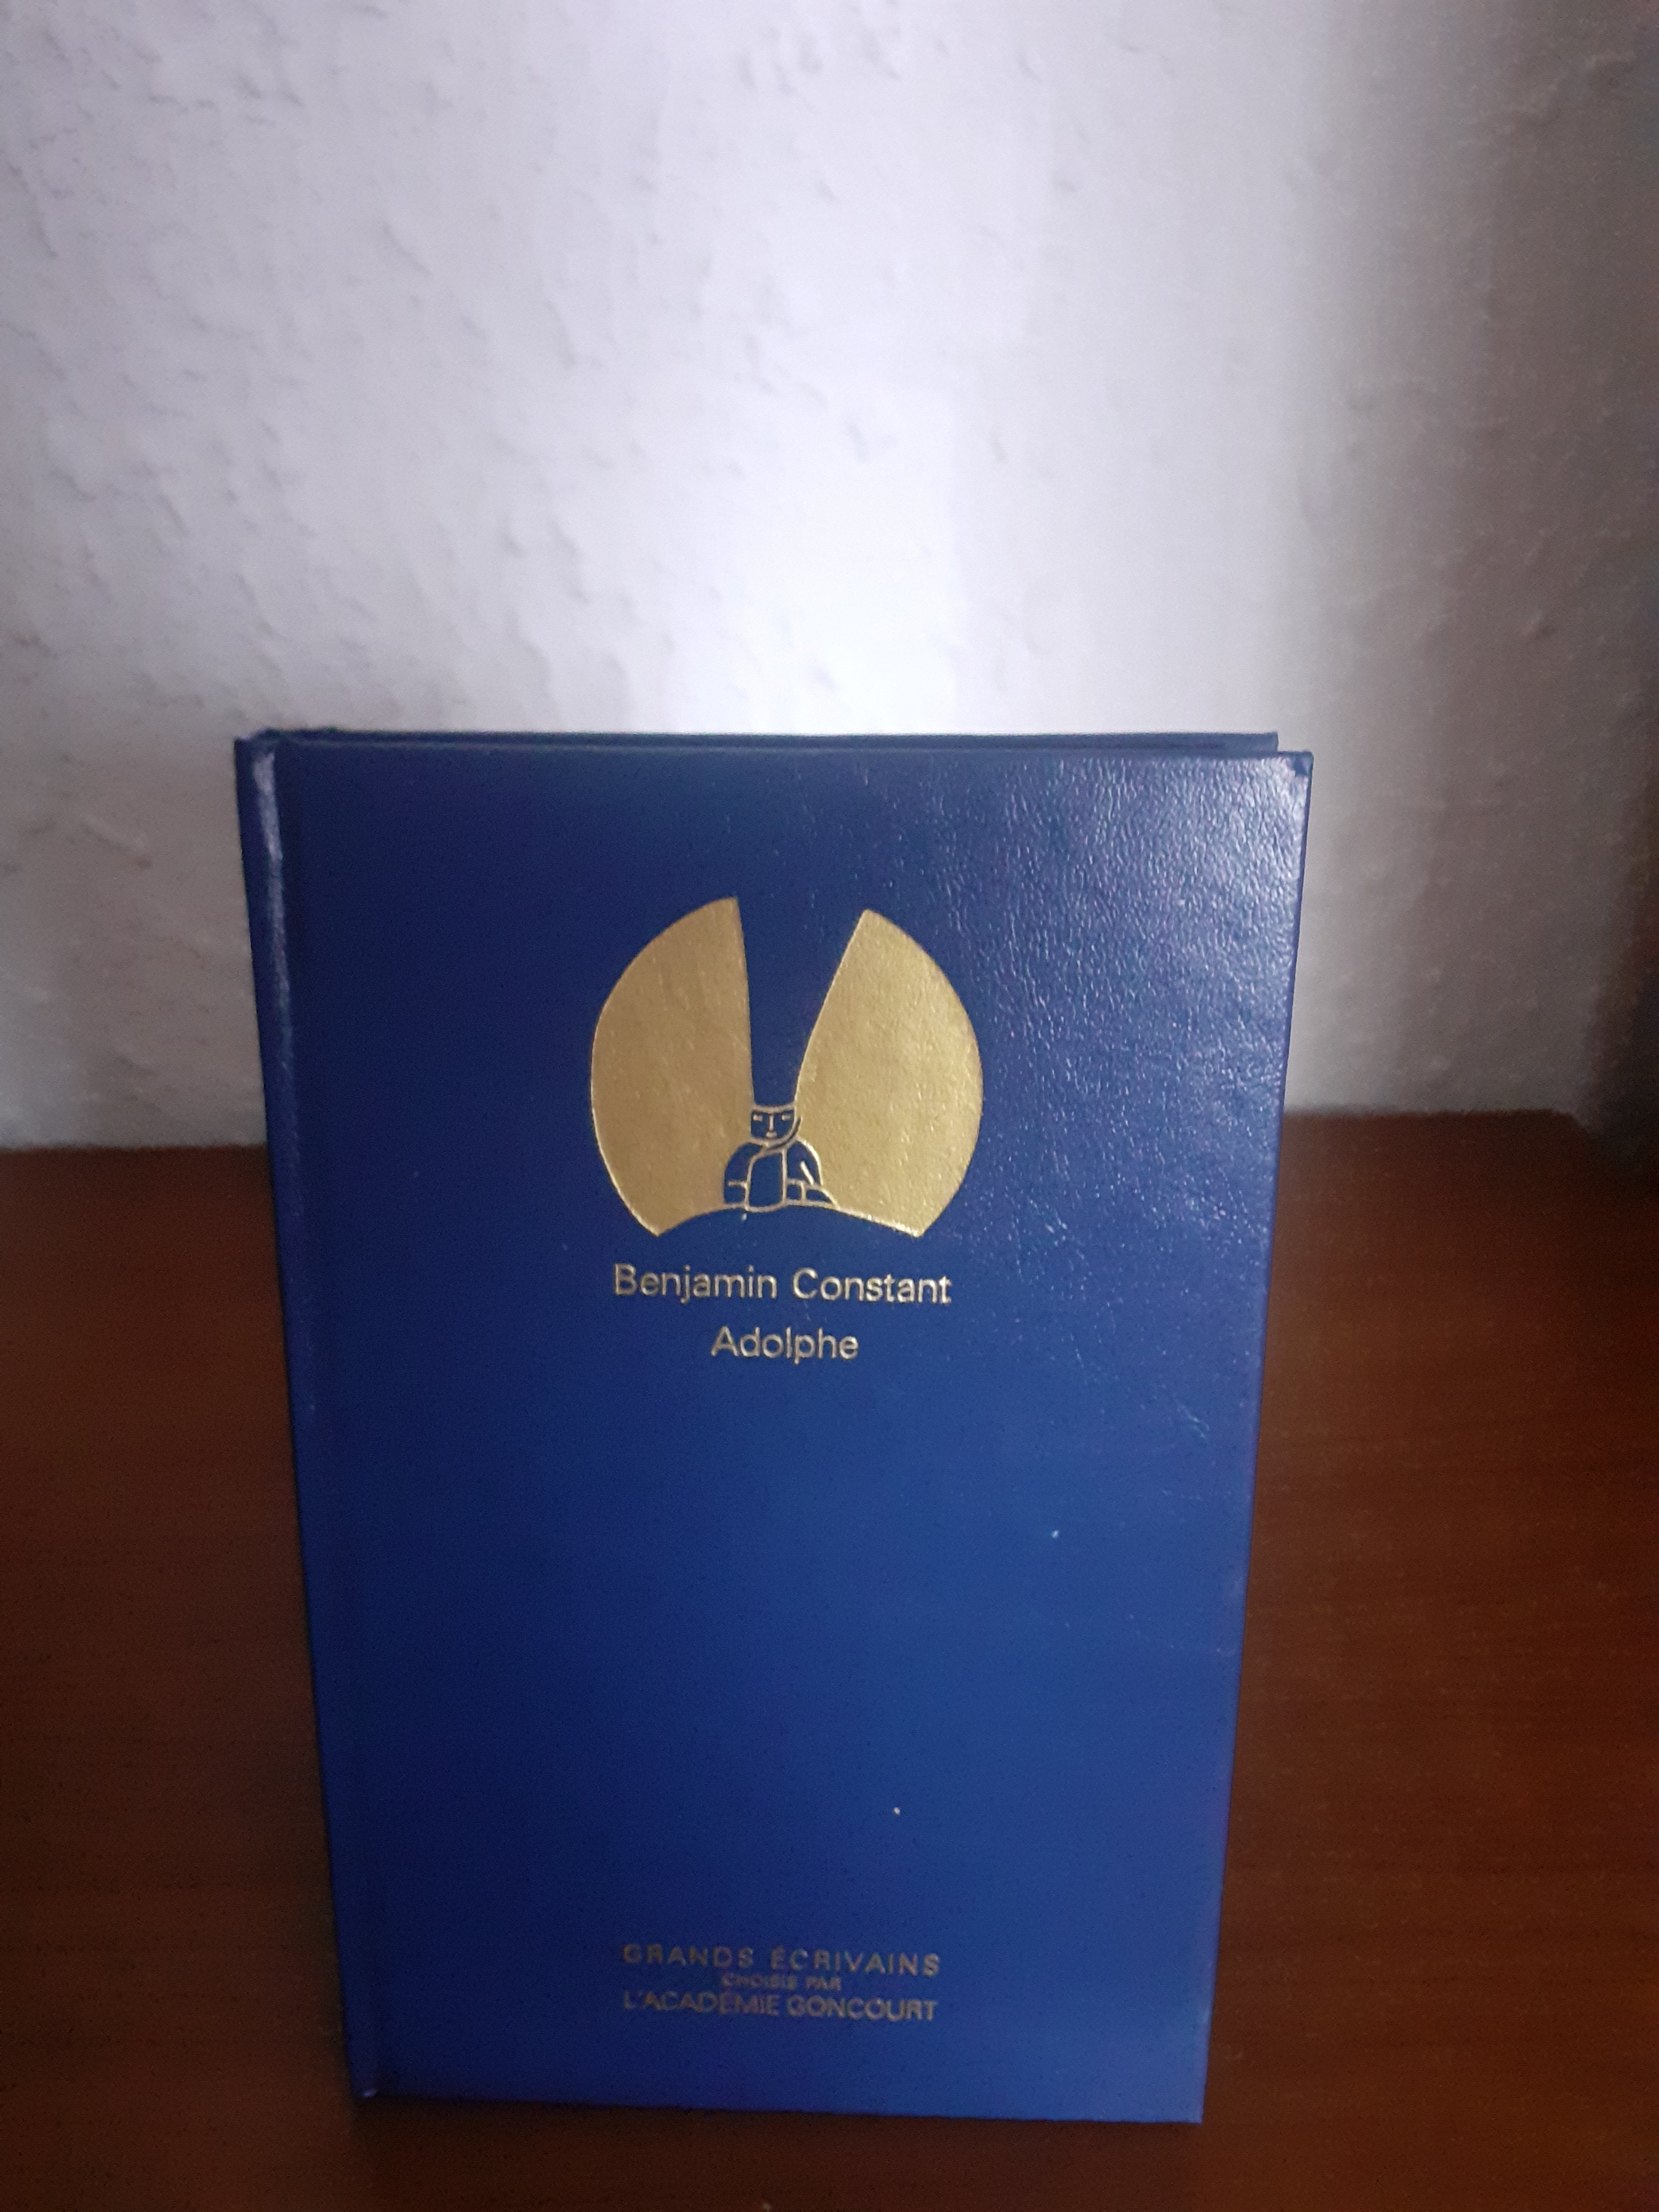 Benjamin Constant
Adolphe
GRANDS ÉCRIVAINS
CHOISIS PAR
L'ACADÉMIE GONCOURT